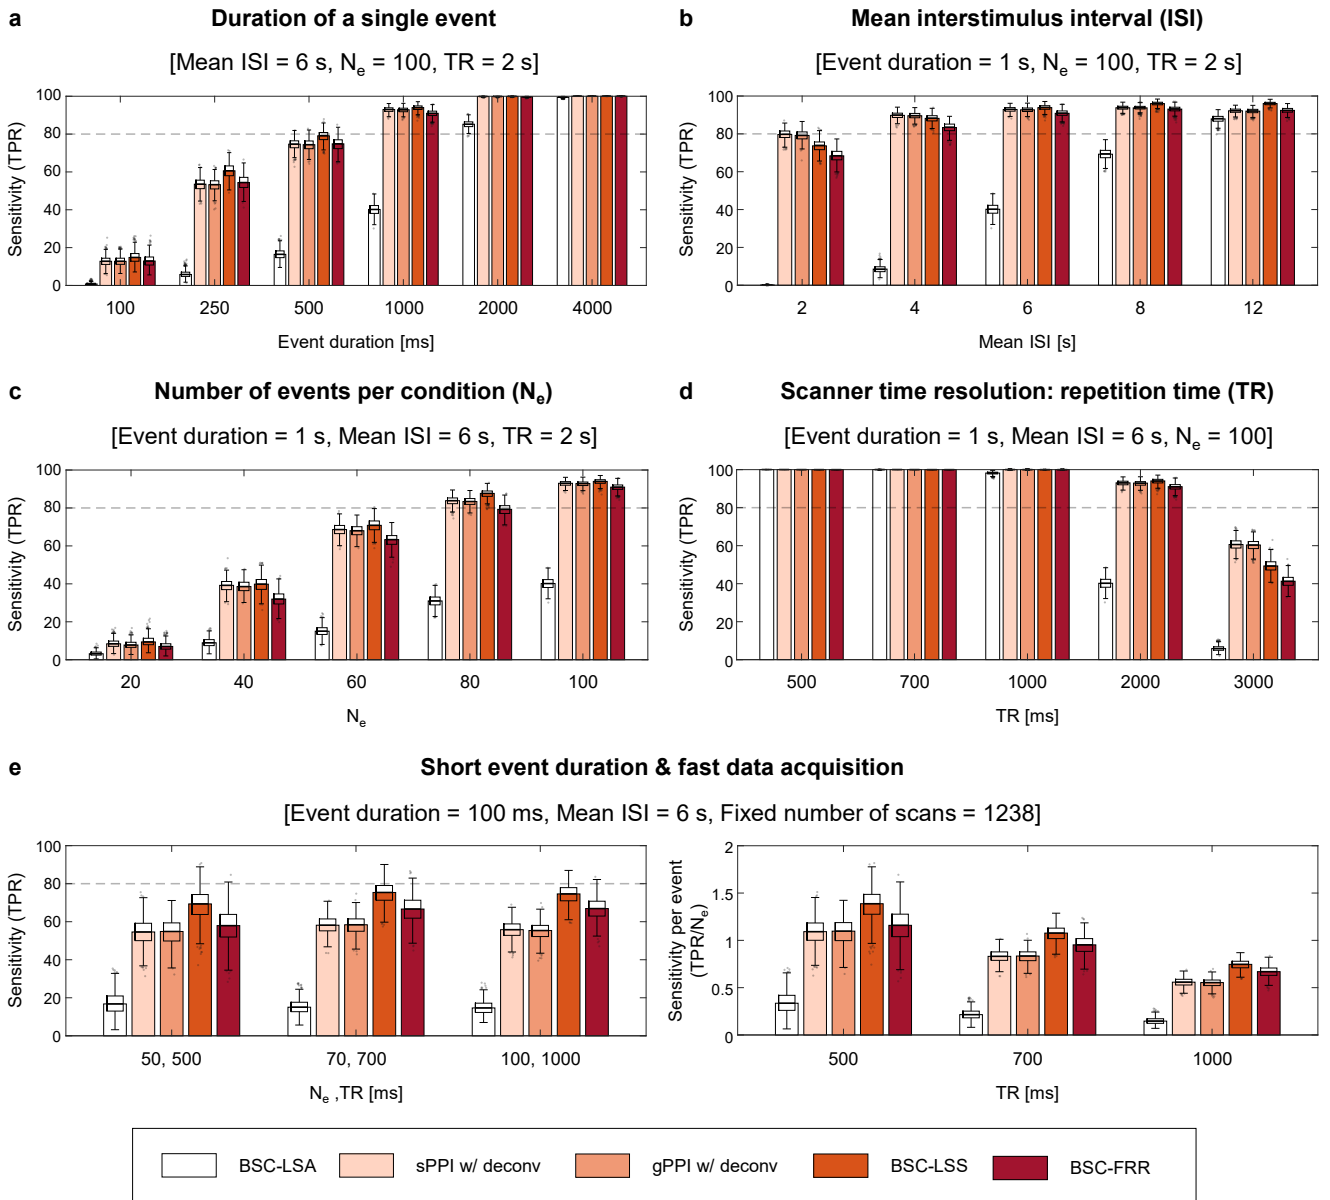 a Duration of a single event
[Mean ISI = 6 s, Nₑ = 100, TR = 2 s]
Sensitivity (TPR)
100
80
60
40
20
0
100 250 500 1000 2000 4000
Event duration [ms]
b Mean interstimulus interval (ISI)
[Event duration = 1 s, Nₑ = 100, TR = 2 s]
Sensitivity (TPR)
100
80
60
40
20
0
2 4 6 8 12
Mean ISI [s]
c Number of events per condition (Nₑ)
[Event duration = 1 s, Mean ISI = 6 s, TR = 2 s]
Sensitivity (TPR)
100
80
60
40
20
0
20 40 60 80 100
Nₑ
d Scanner time resolution: repetition time (TR)
[Event duration = 1 s, Mean ISI = 6 s, Nₑ = 100]
Sensitivity (TPR)
100
80
60
40
20
0
500 700 1000 2000 3000
TR [ms]
e Short event duration & fast data acquisition
[Event duration = 100 ms, Mean ISI = 6 s, Fixed number of scans = 1238]
Sensitivity (TPR)
100
80
60
40
20
0
50, 500 70, 700 100, 1000
Nₑ ,TR [ms]
Sensitivity per event
(TPR/Nₑ)
2
1.5
1
0.5
0
500 700 1000
TR [ms]
BSC-LSA sPPI w/ deconv gPPI w/ deconv BSC-LSS BSC-FRR